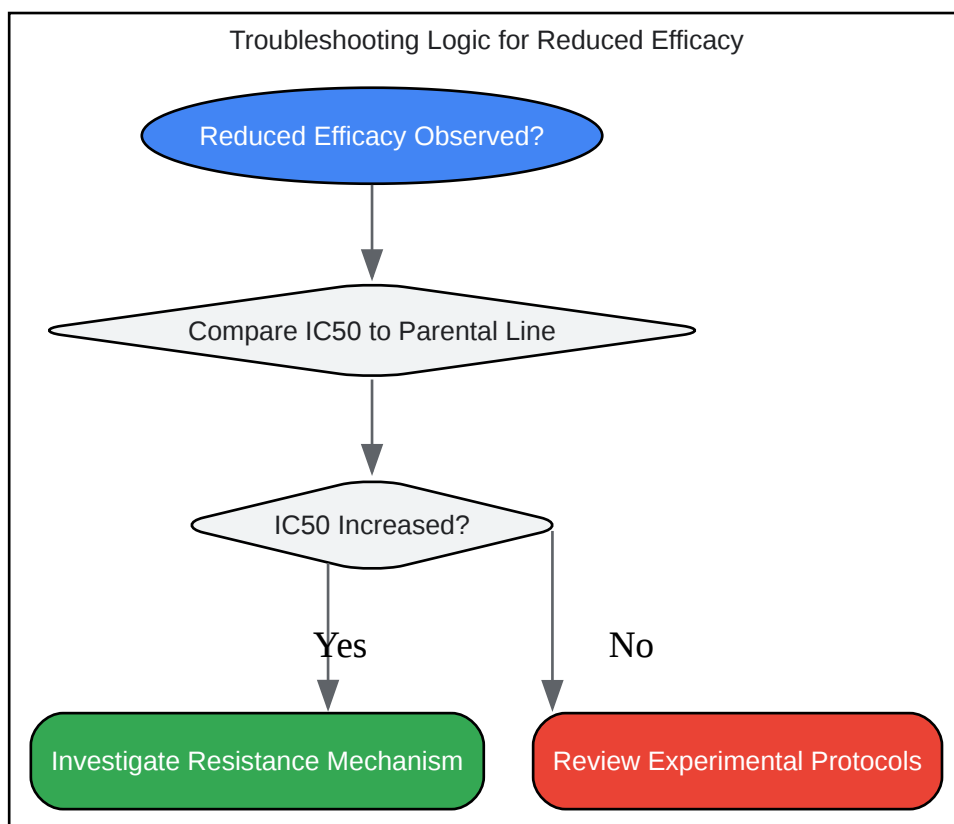 Troubleshooting Logic for Reduced Efficacy
Reduced Efficacy Observed?
Compare IC50 to Parental Line
IC50 Increased?
Yes
No
Investigate Resistance Mechanism
Review Experimental Protocols